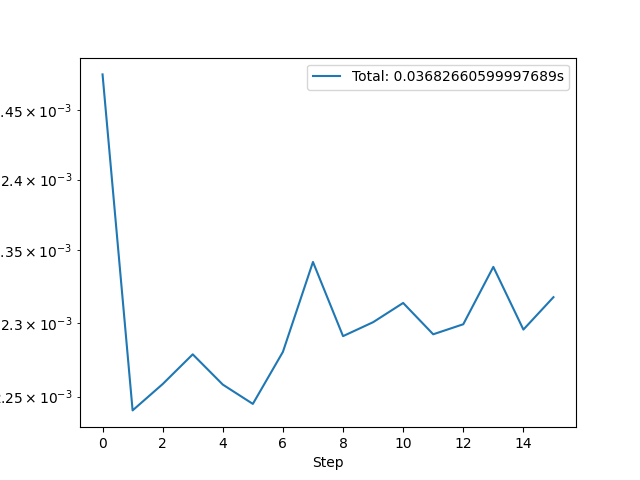 Total: 0.03682660599997689s
.45 × 10⁻³
2.4 × 10⁻³
.35 × 10⁻³
2.3 × 10⁻³
2.25 × 10⁻³
0 2 4 6 8 10 12 14
Step